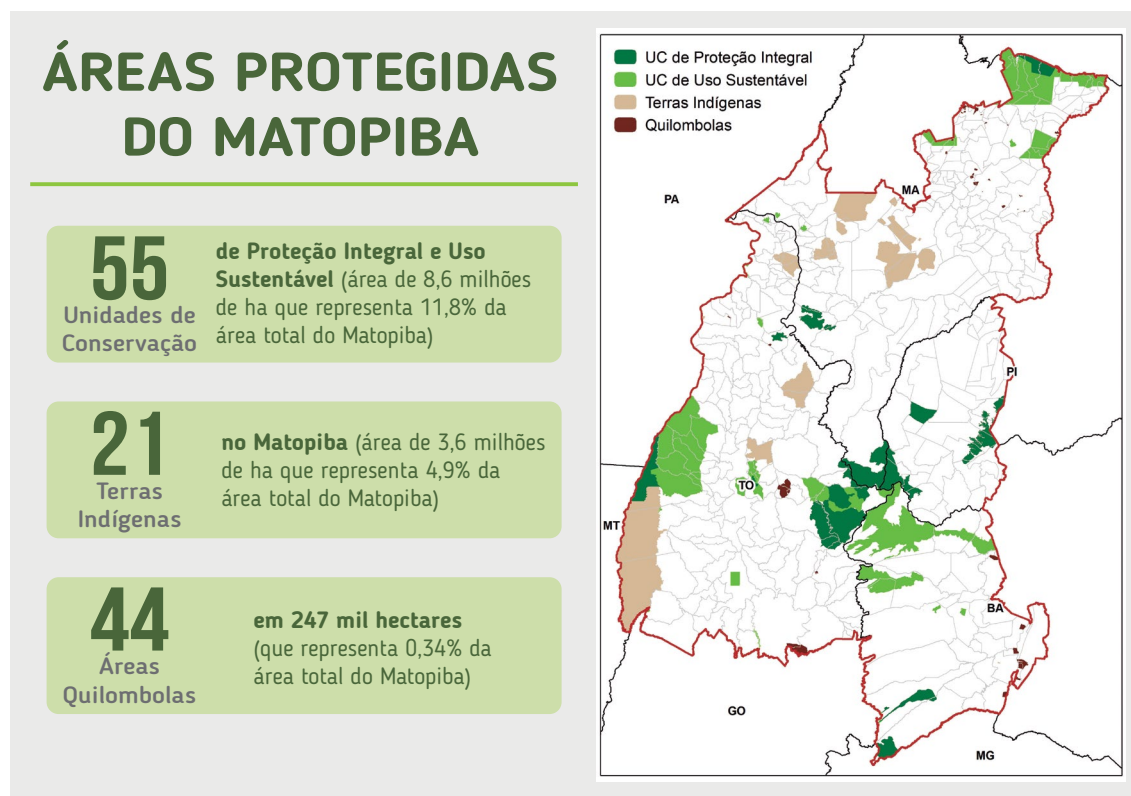 ÁREAS PROTEGIDAS
DO MATOPIBA
55
Unidades de
Conservação
de Proteção Integral e Uso
Sustentável (área de 8,6 milhões
de ha que representa 11,8% da
área total do Matopiba)
21
Terras
Indígenas
no Matopiba (área de 3,6 milhões
de ha que representa 4,9% da
área total do Matopiba)
44
Áreas
Quilombolas
em 247 mil hectares
(que representa 0,34% da
área total do Matopiba)
UC de Proteção Integral
UC de Uso Sustentável
Terras Indígenas
Quilombolas
PA
MA
PI
TO
MT
BA
GO
MG